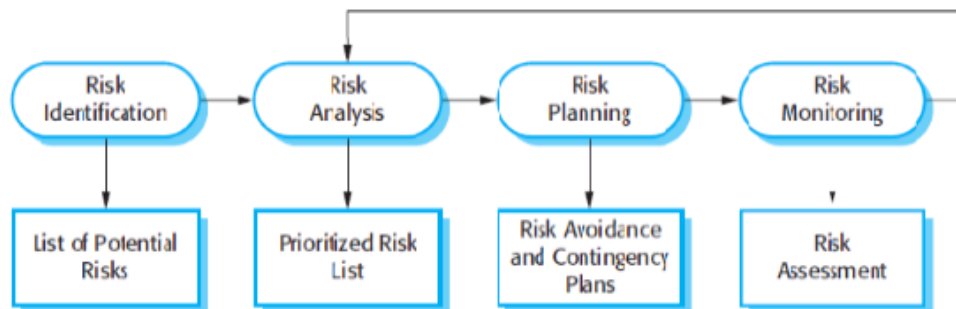 Risk
Identification
Risk
Analysis
Risk
Planning
Risk
Monitoring
List of Potential
Risks
Prioritized Risk
List
Risk Avoidance
and Contingency
Plans
Risk
Assessment